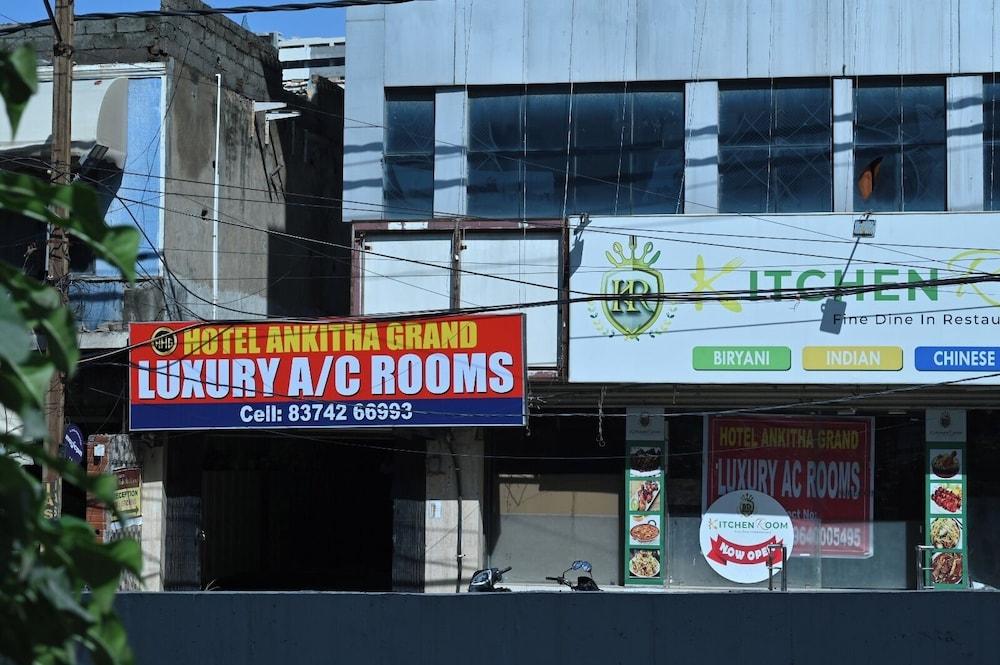 HOTEL ANKITHA GRAND
LUXURY A/C ROOMS
Cell: 83742 66993
KR
KITCHEN
Fine Dine In Restau
BIRYANI
INDIAN
CHINESE
HOTEL ANKITHA GRAND
LUXURY AC ROOMS
KITCHEN ROOM
NOW OPEN
RECEPTION